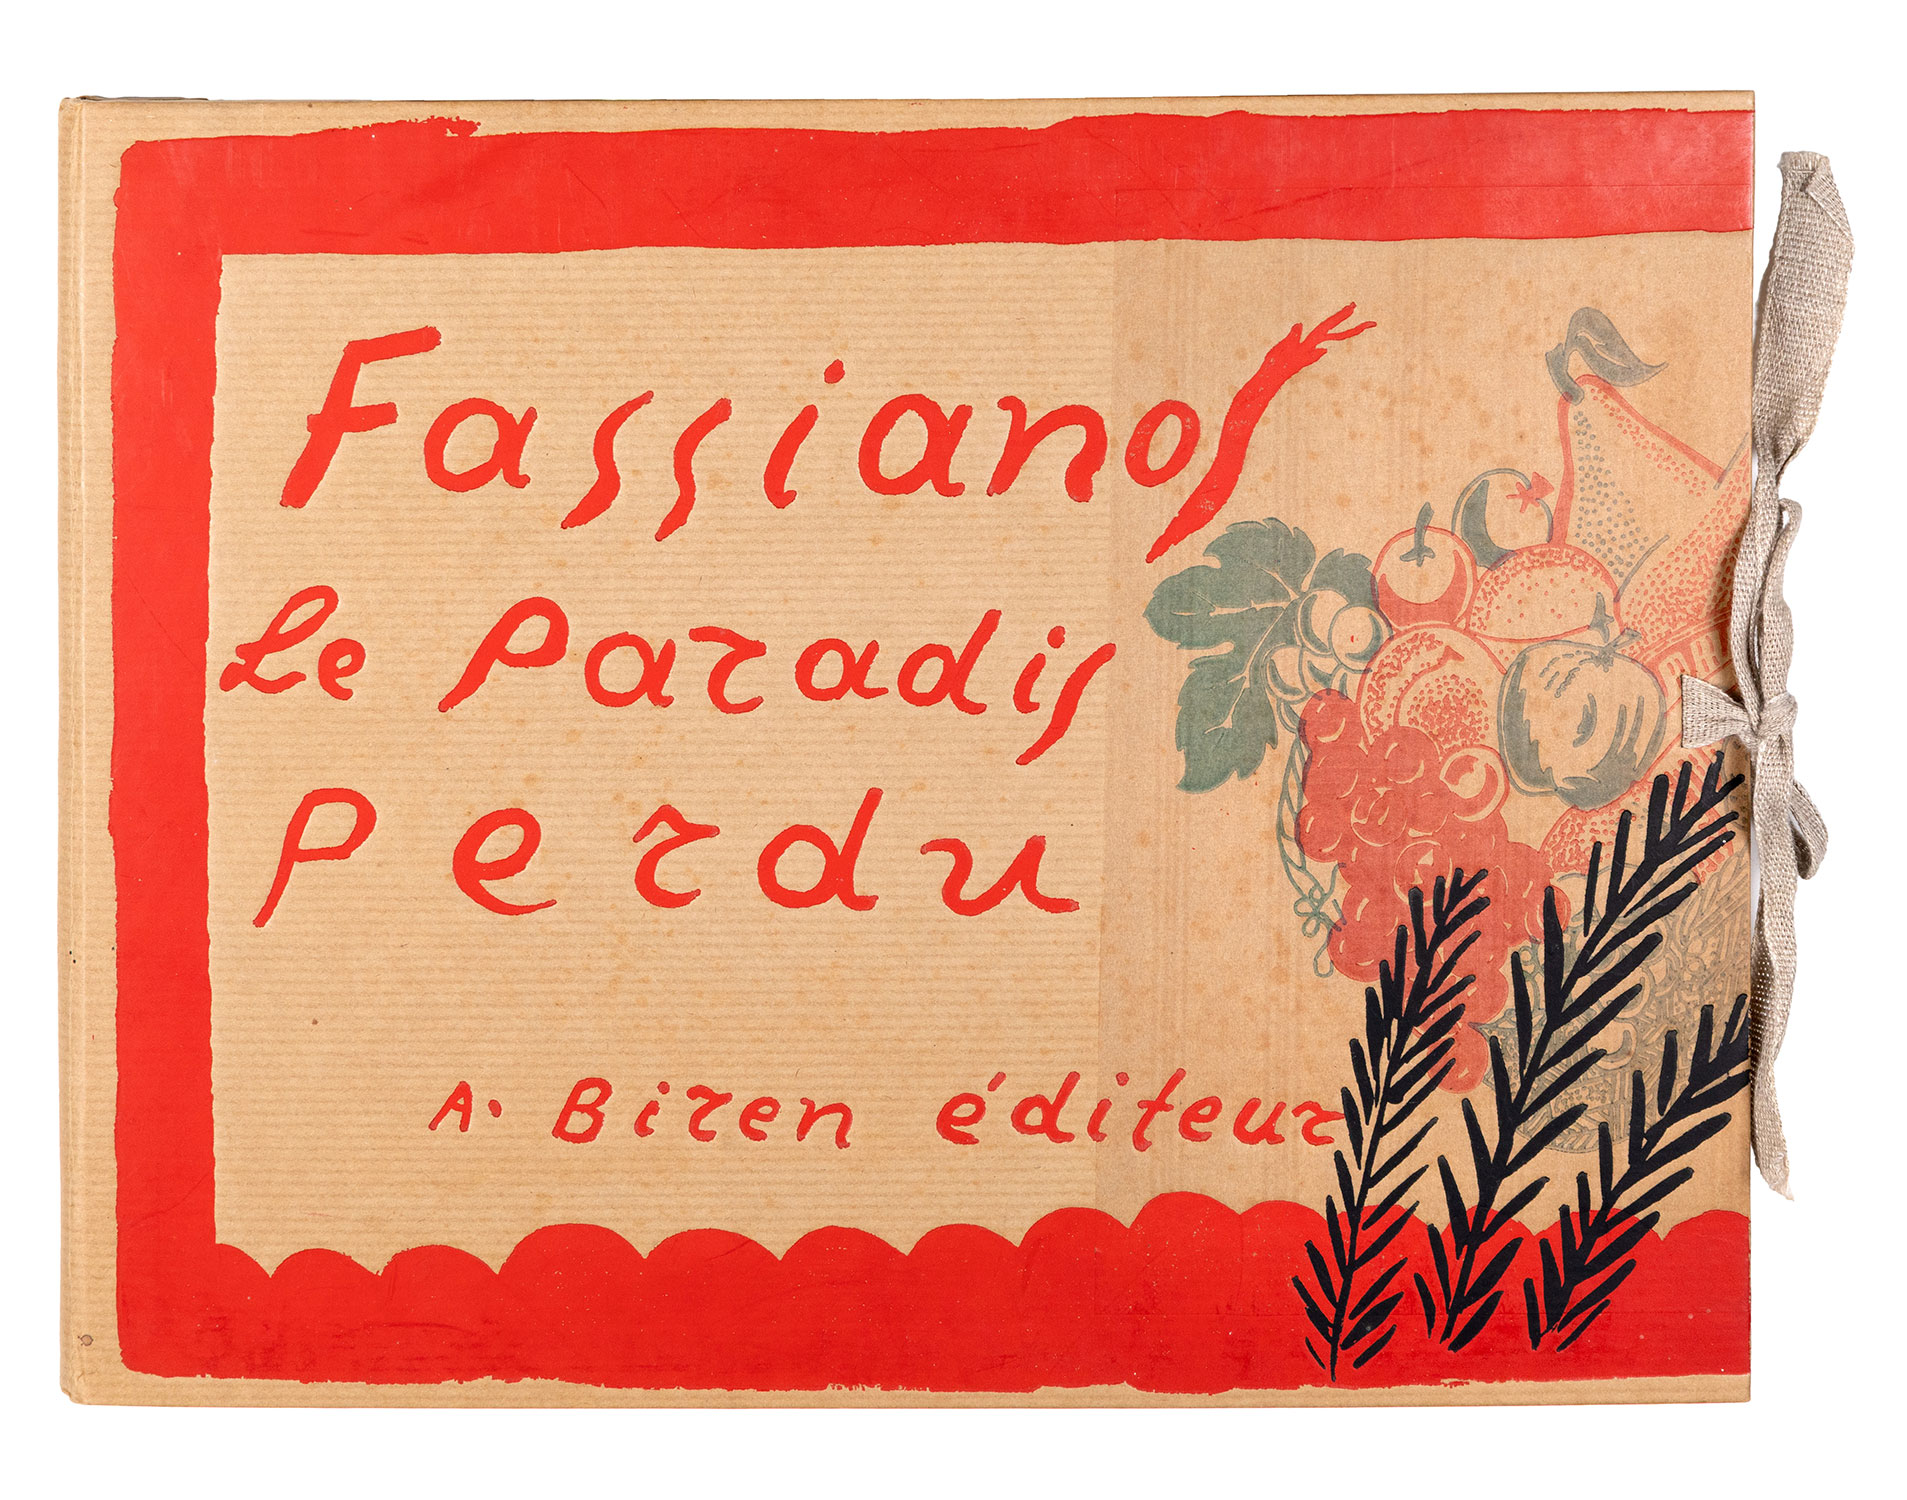 Fassianos
Le Paradis
Perdu
A. Biren éditeur